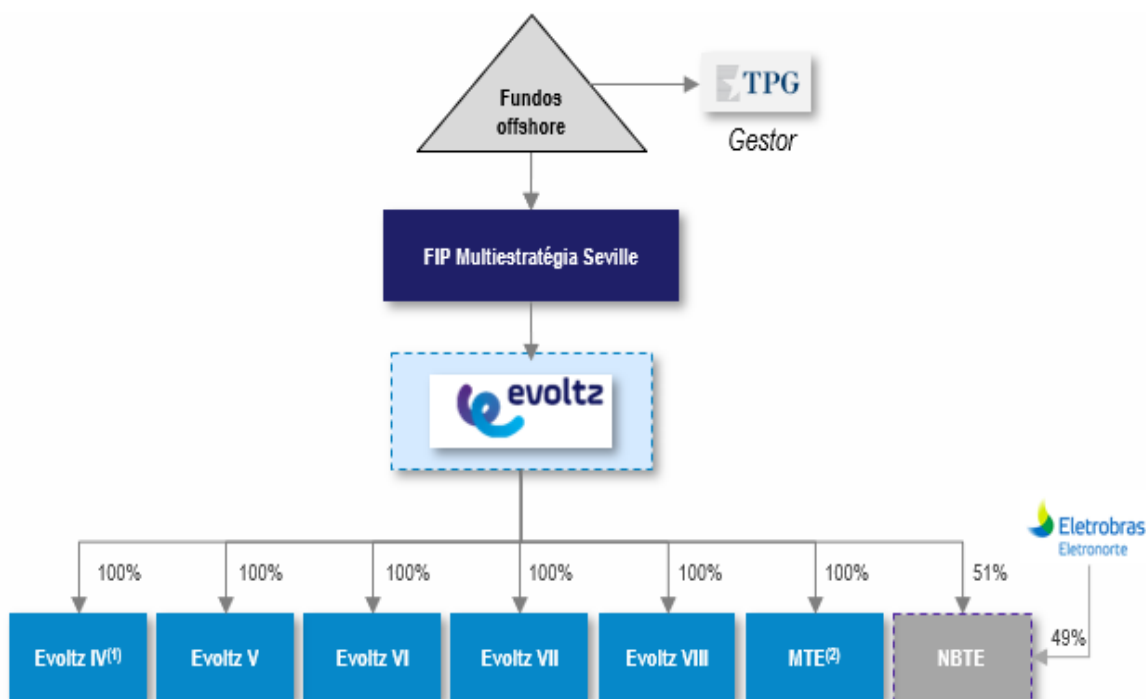 Fundos
offshore
TPG
Gestor
FIP Multiestratégia Seville
evoltz
Eletrobras
Eletronorte
100%
100%
100%
100%
100%
100%
51%
49%
Evoltz IV(1)
Evoltz V
Evoltz VI
Evoltz VII
Evoltz VIII
MTE(2)
NBTE